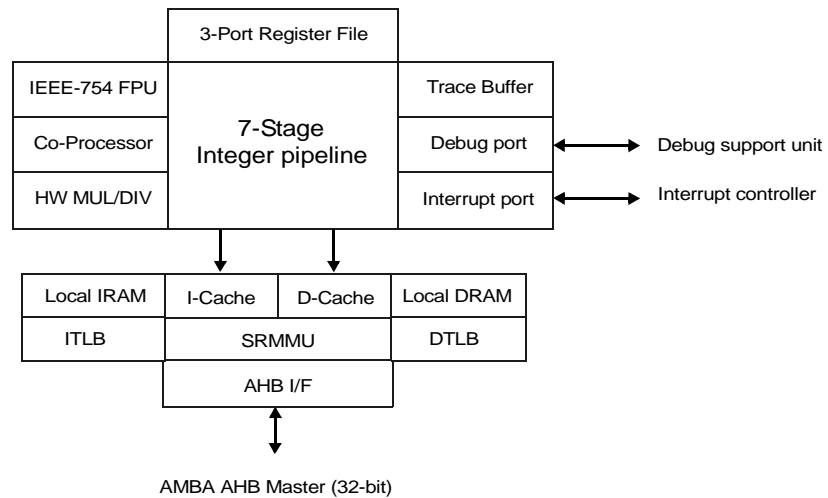 3-Port Register File
IEEE-754 FPU
Trace Buffer
7-Stage
Integer pipeline
Co-Processor
Debug port
Debug support unit
HW MUL/DIV
Interrupt port
Interrupt controller
Local IRAM
I-Cache
D-Cache
Local DRAM
ITLB
SRMMU
DTLB
AHB I/F
AMBA AHB Master (32-bit)